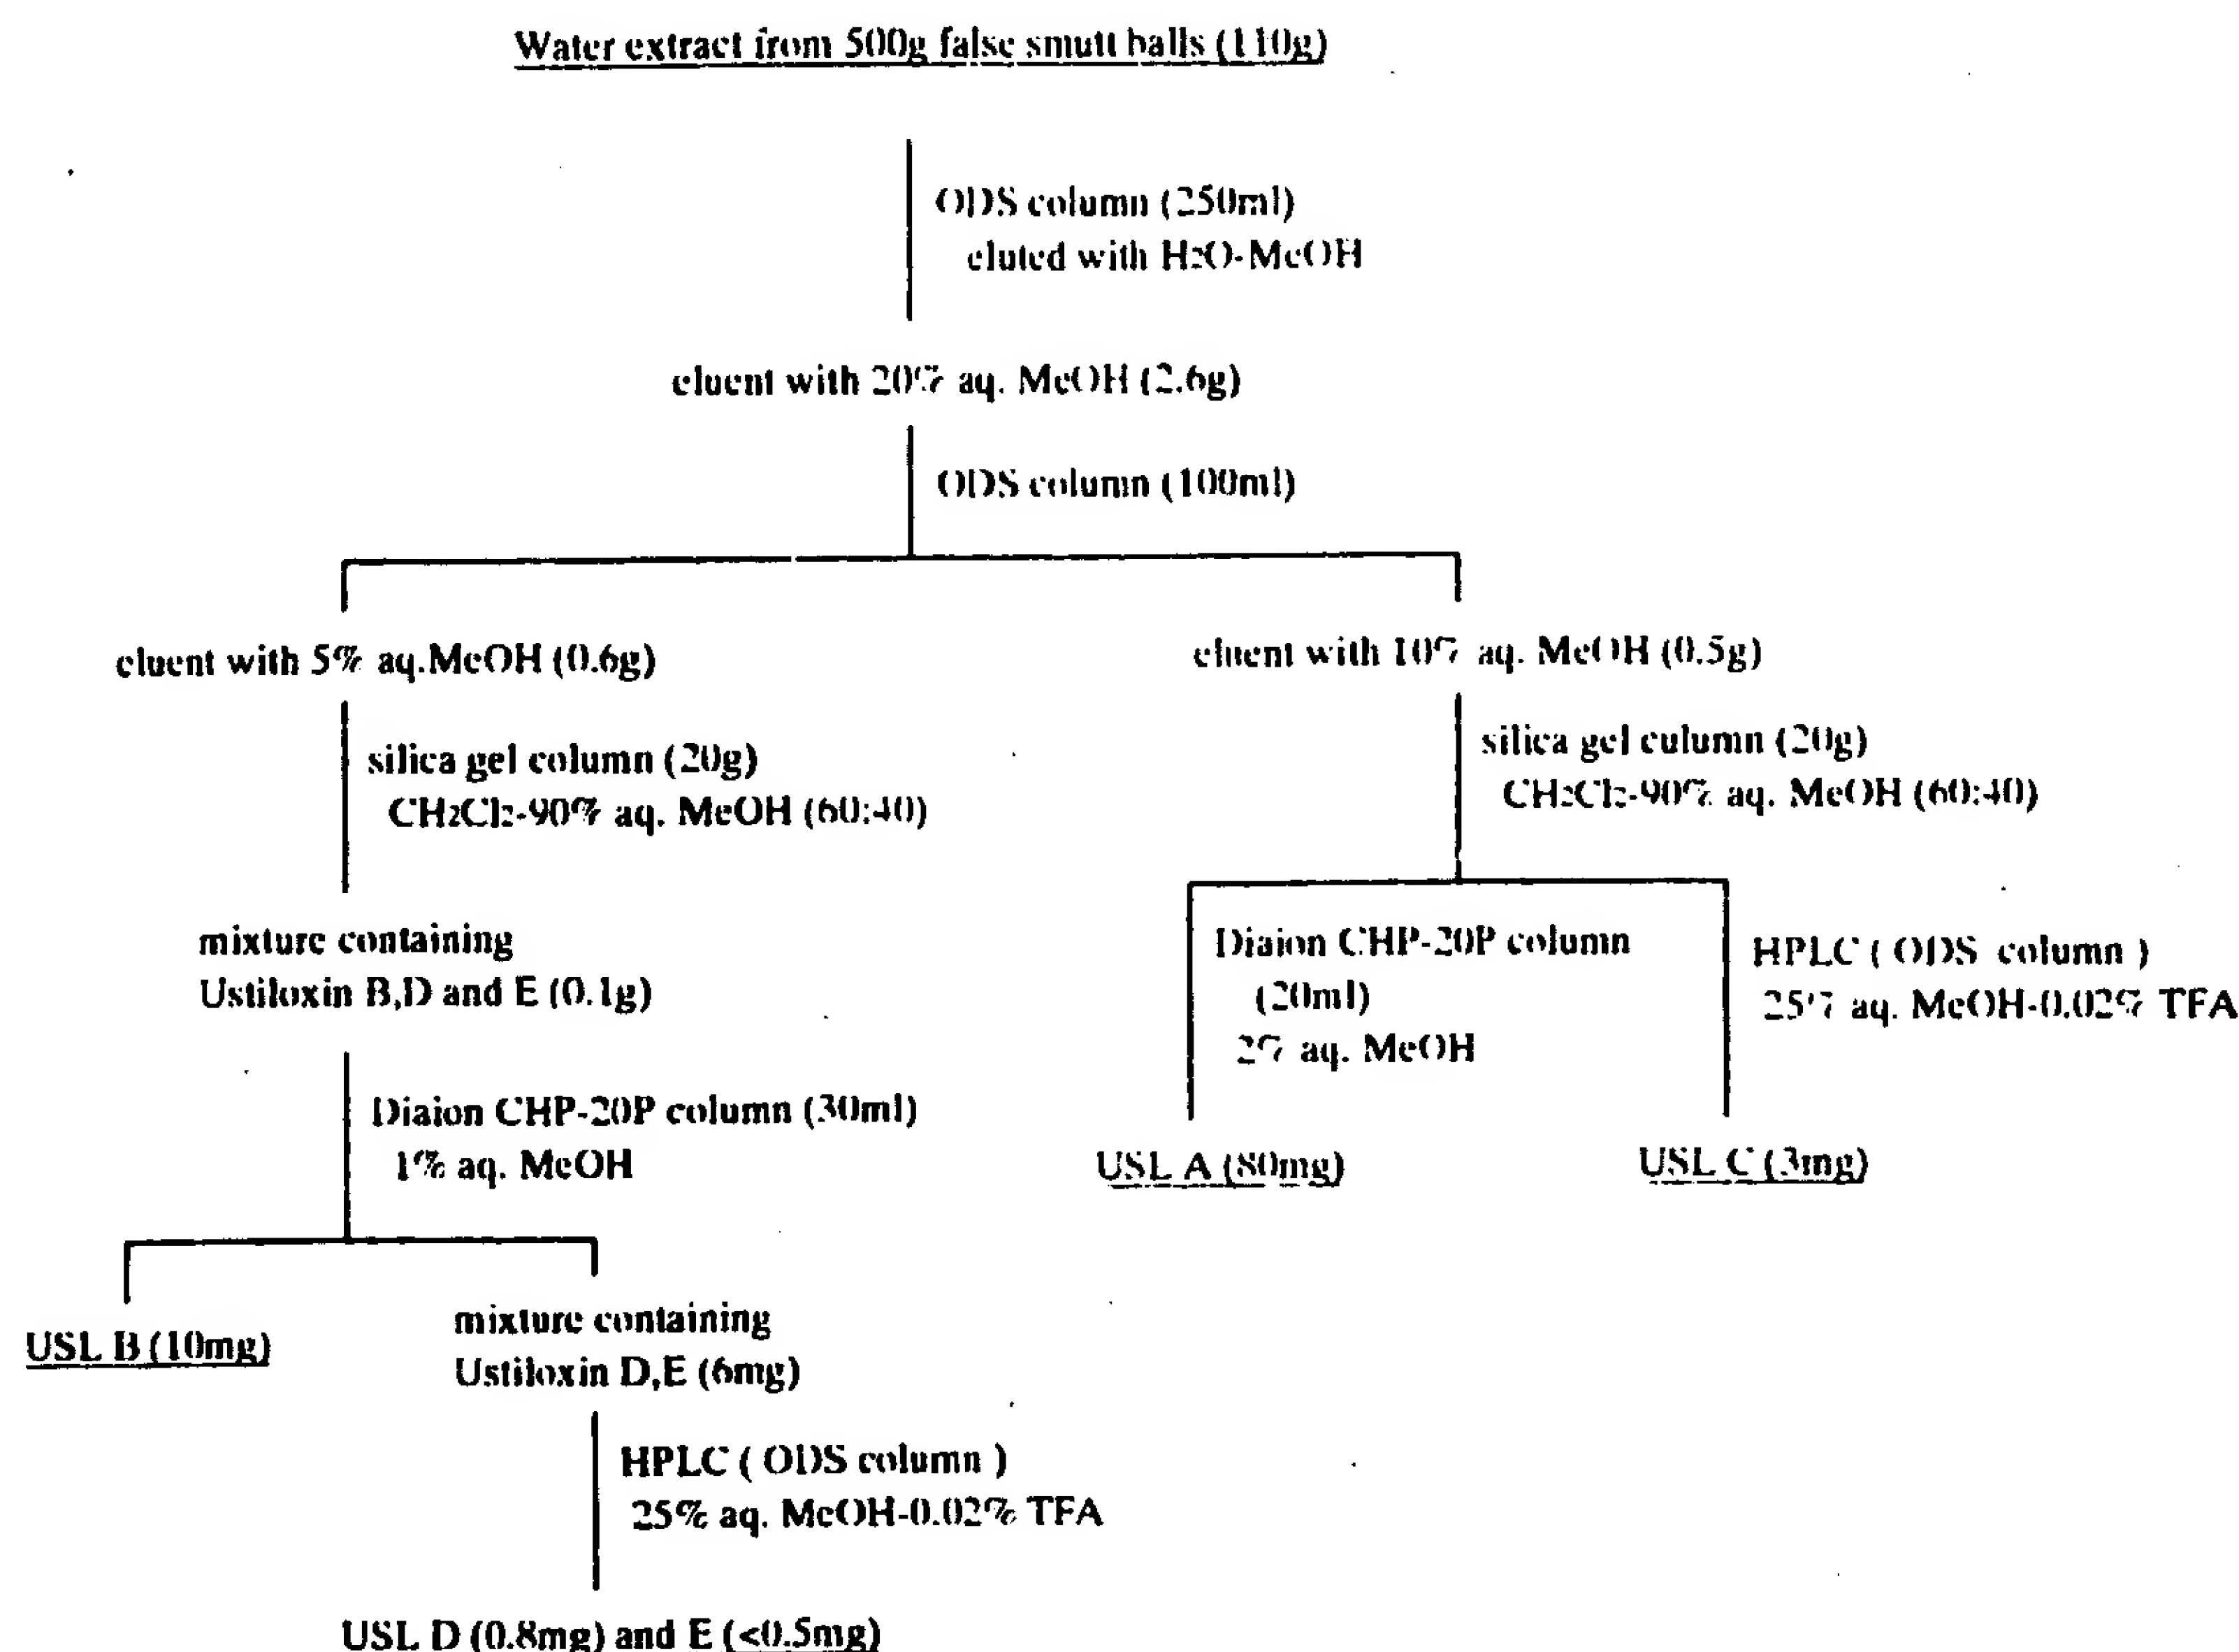 Water extract from 500g false smutt balls (110g)
ODS column (250ml)
eluted with H2O-MeOH
eluent with 20% aq. MeOH (2.6g)
ODS column (100ml)
eluent with 5% aq.MeOH (0.6g)
silica gel column (20g)
CH2Cl2-90% aq. MeOH (60:40)
mixture containing
Ustiloxin B,D and E (0.1g)
Diaion CHP-20P column (30ml)
1% aq. MeOH
USL B (10mg)
mixture containing
Ustiloxin D,E (6mg)
HPLC ( ODS column )
25% aq. MeOH-0.02% TFA
USL D (0.8mg) and E (<0.5mg)
eluent with 10% aq. MeOH (0.5g)
silica gel culumn (20g)
CH2Cl2-90% aq. MeOH (60:40)
Diaion CHP-20P column
(20ml)
2% aq. MeOH
USL A (80mg)
HPLC ( ODS column )
25% aq. MeOH-0.02% TFA
USL C (3mg)